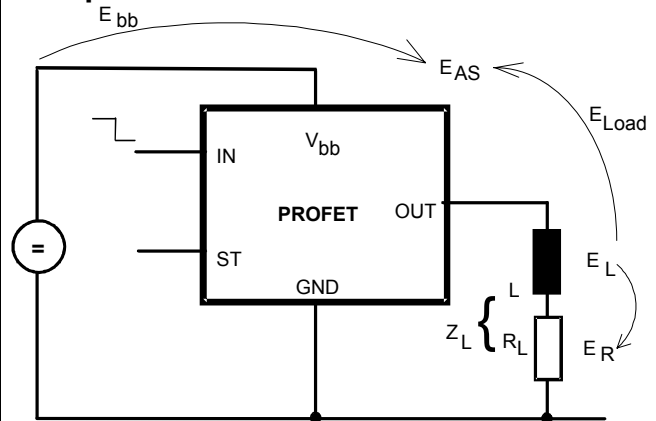 E bb
E AS
E Load
V bb
IN
PROFET
OUT
=
ST
GND
E L
L
Z L { R L
E R